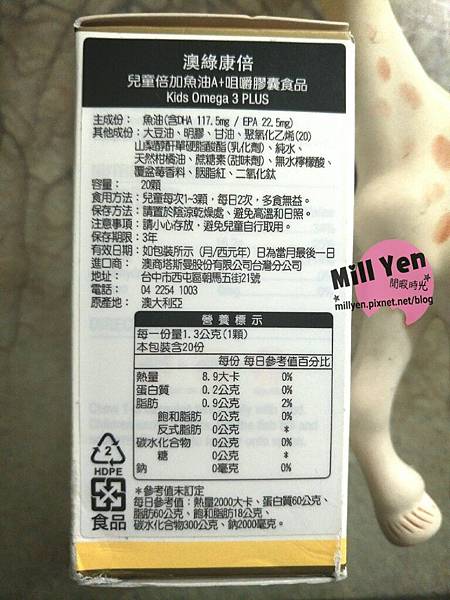 澳綠康倍
兒童倍加魚油A+咀嚼膠囊食品
Kids Omega 3 PLUS
主成份： 魚油(含DHA 117.5mg / EPA 22.5mg)
其他成份：大豆油、明膠、甘油、聚氧化乙烯(20)
山梨醇酐單硬脂酸酯(乳化劑)、純水、
天然柑橘油、蔗糖素(甜味劑)、無水檸檬酸、
覆盆莓香料、胭脂紅、二氧化鈦
容量： 20顆
食用方法：兒童每次1~3顆，每日2次，多食無益。
保存方法：請置於陰涼乾燥處、避免高溫和日照。
注意事項：請小心存放，避免兒童自行取用。
保存期限：3年
有效日期：如包裝所示（月/西元年）日為當月最後一日
進口商： 澳商塔斯曼股份有限公司台灣分公司
地址： 台中市西屯區朝馬五街21號
電話： 04 2254 1003
原產地： 澳大利亞
營養標示
每一份量1.3公克(1顆)
本包裝含20份
每份 每日參考值百分比
熱量 8.9大卡 0%
蛋白質 0.2公克 0%
脂肪 0.9公克 2%
飽和脂肪 0公克 0%
反式脂肪 0公克 *
碳水化合物 0公克 0%
糖 0公克 *
鈉 0毫克 0%
*參考值未訂定
每日參考值：熱量2000大卡、蛋白質60公克、
脂肪60公克、飽和脂肪18公克、
碳水化合物300公克、鈉2000毫克。
2
HDPE
食品
Mill Yen
閒暇時光
millyen.pixnet.net/blog